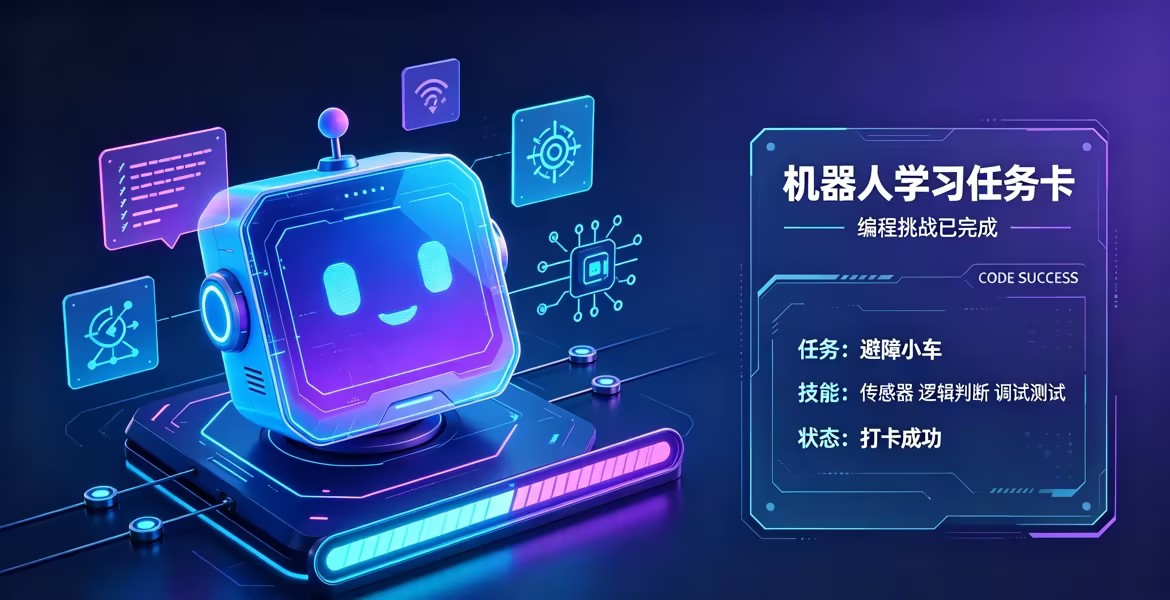 机器人学习任务卡
编程挑战已完成
CODE SUCCESS
任务：避障小车
技能：传感器 逻辑判断 调试测试
状态：打卡成功